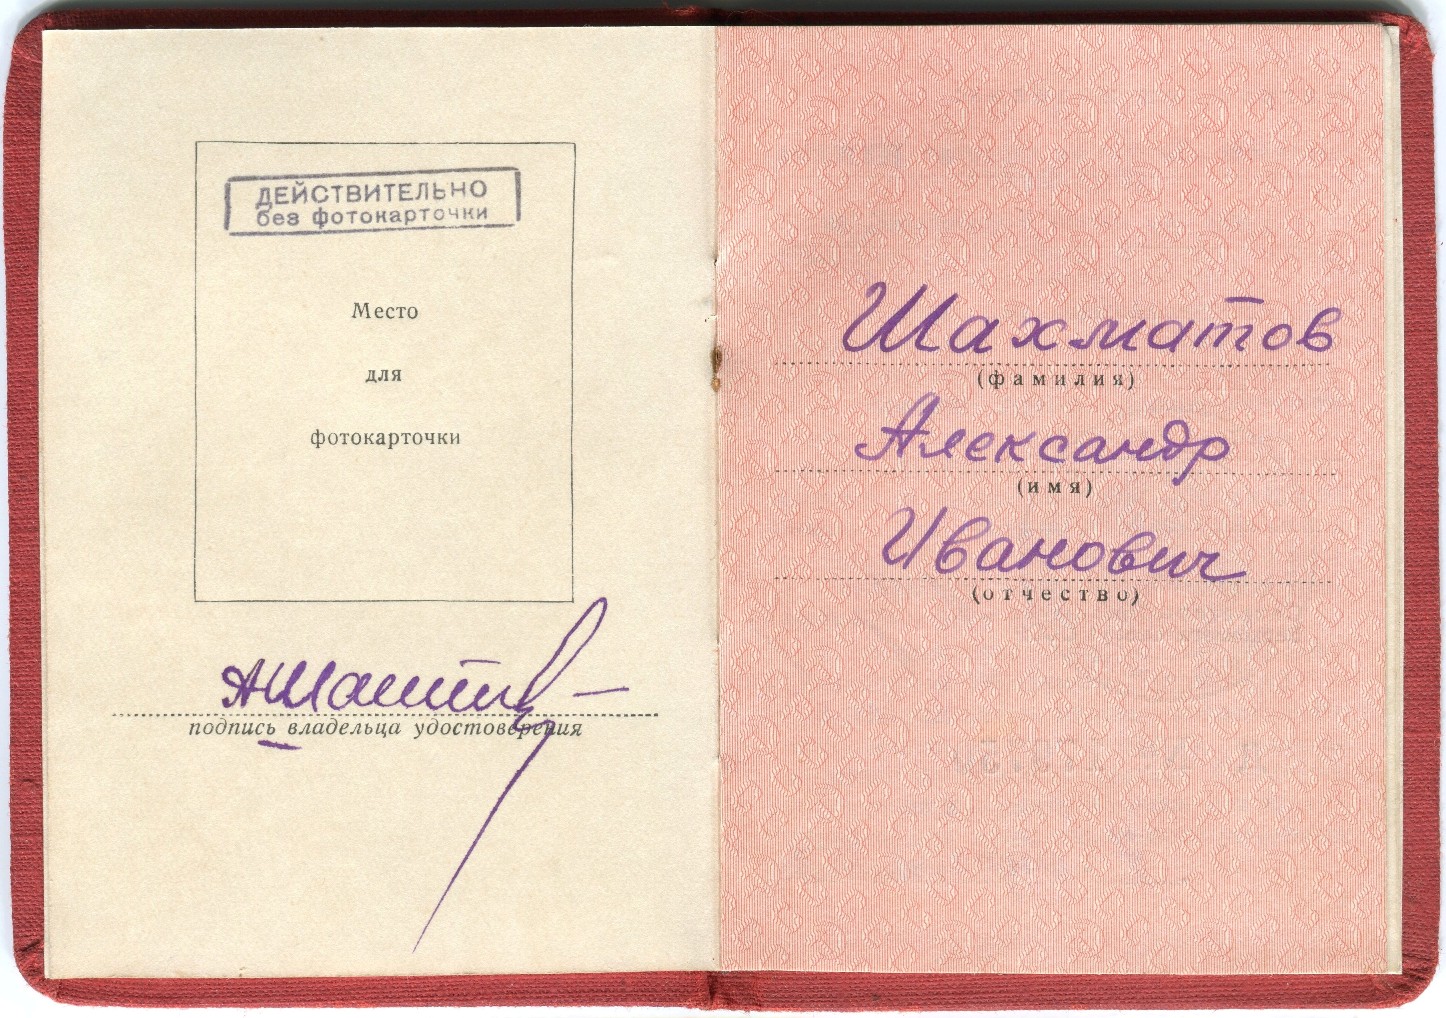 ДЕЙСТВИТЕЛЬНО
без фотокарточки
Место
для
фотокарточки
подпись владельца удостоверения
Шахматов
(фамилия)
Александр
(имя)
Иванович
(отчество)